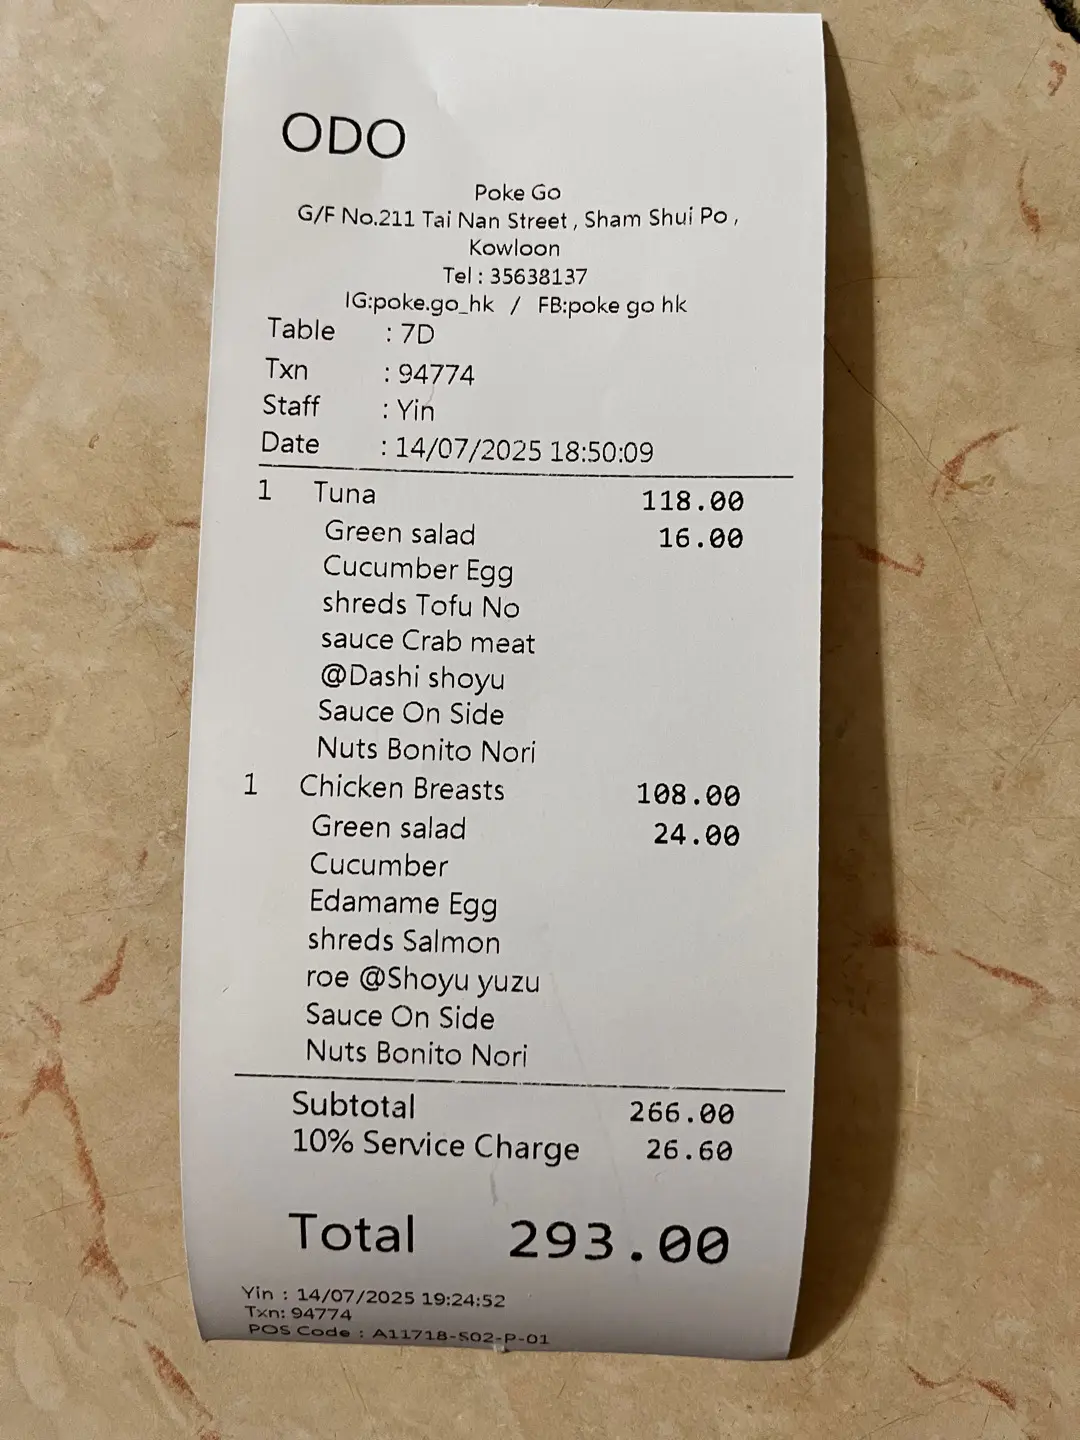 ODO
Poke Go
G/F No.211 Tai Nan Street , Sham Shui Po ,
Kowloon
Tel : 35638137
IG:poke.go_hk / FB:poke go hk
Table : 7D
Txn : 94774
Staff : Yin
Date : 14/07/2025 18:50:09
1 Tuna 118.00
Green salad 16.00
Cucumber Egg
shreds Tofu No
sauce Crab meat
@Dashi shoyu
Sauce On Side
Nuts Bonito Nori
1 Chicken Breasts 108.00
Green salad 24.00
Cucumber
Edamame Egg
shreds Salmon
roe @Shoyu yuzu
Sauce On Side
Nuts Bonito Nori
Subtotal 266.00
10% Service Charge 26.60
Total 293.00
Yin : 14/07/2025 19:24:52
Txn: 94774
POS Code : A11718-S02-P-01